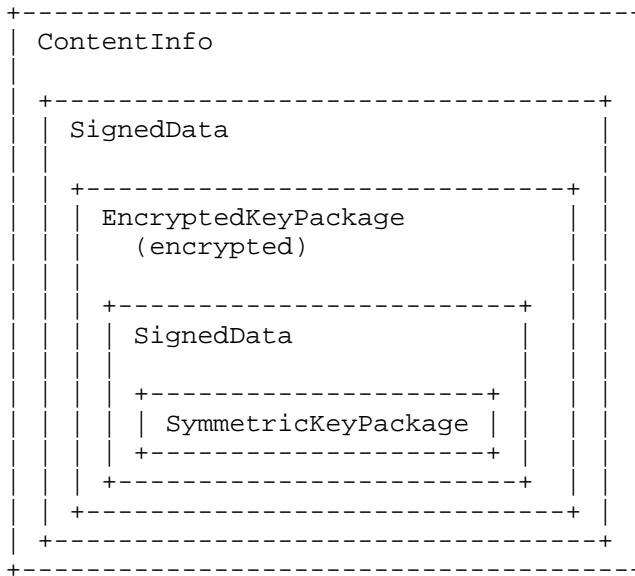 ContentInfo
SignedData
EncryptedKeyPackage
(encrypted)
SignedData
SymmetricKeyPackage